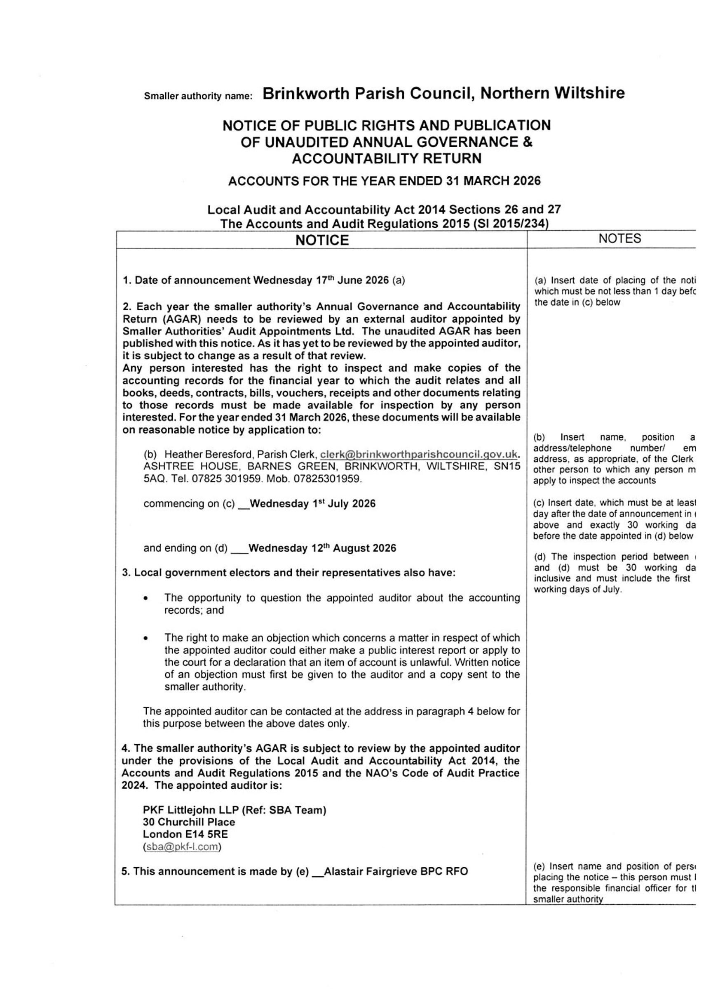 Smaller authority name: Brinkworth Parish Council, Northern Wiltshire
NOTICE OF PUBLIC RIGHTS AND PUBLICATION
OF UNAUDITED ANNUAL GOVERNANCE &
ACCOUNTABILITY RETURN
ACCOUNTS FOR THE YEAR ENDED 31 MARCH 2026
Local Audit and Accountability Act 2014 Sections 26 and 27
The Accounts and Audit Regulations 2015 (SI 2015/234)
NOTICE
1. Date of announcement Wednesday 17th June 2026 (a)
2. Each year the smaller authority's Annual Governance and Accountability
Return (AGAR) needs to be reviewed by an external auditor appointed by
Smaller Authorities' Audit Appointments Ltd. The unaudited AGAR has been
published with this notice. As it has yet to be reviewed by the appointed auditor,
it is subject to change as a result of that review.
Any person interested has the right to inspect and make copies of the
accounting records for the financial year to which the audit relates and all
books, deeds, contracts, bills, vouchers, receipts and other documents relating
to those records must be made available for inspection by any person
interested. For the year ended 31 March 2026, these documents will be available
on reasonable notice by application to:
(b) Heather Beresford, Parish Clerk, clerk@brinkworthparishcouncil.gov.uk.
ASHTREE HOUSE, BARNES GREEN, BRINKWORTH, WILTSHIRE, SN15
5AQ. Tel. 07825 301959. Mob. 07825301959.
commencing on (c) __Wednesday 1st July 2026
and ending on (d) ___Wednesday 12th August 2026
3. Local government electors and their representatives also have:
• The opportunity to question the appointed auditor about the accounting
records; and
• The right to make an objection which concerns a matter in respect of which
the appointed auditor could either make a public interest report or apply to
the court for a declaration that an item of account is unlawful. Written notice
of an objection must first be given to the auditor and a copy sent to the
smaller authority.
The appointed auditor can be contacted at the address in paragraph 4 below for
this purpose between the above dates only.
4. The smaller authority's AGAR is subject to review by the appointed auditor
under the provisions of the Local Audit and Accountability Act 2014, the
Accounts and Audit Regulations 2015 and the NAO's Code of Audit Practice
2024. The appointed auditor is:
PKF Littlejohn LLP (Ref: SBA Team)
30 Churchill Place
London E14 5RE
(sba@pkf-l.com)
5. This announcement is made by (e) __Alastair Fairgrieve BPC RFO
NOTES
(a) Insert date of placing of the
which must be not less than 1 day
the date in (c) below
(b) Insert name, position
address/telephone number/
address, as appropriate, of the Clerk
other person to which any person
apply to inspect the accounts
(c) Insert date, which must be at
day after the date of announcement in
above and exactly 30 working
before the date appointed in (d) below
(d) The inspection period between
and (d) must be 30 working
inclusive and must include the first
working days of July.
(e) Insert name and position of
placing the notice – this person must
the responsible financial officer for
smaller authority